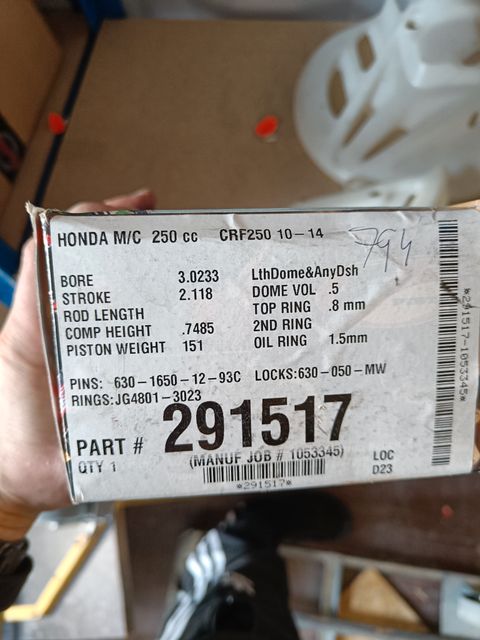 HONDA M/C 250 cc CRF250 10-14
794
BORE 3.0233 LthDome&AnyDsh
STROKE 2.118 DOME VOL .5
ROD LENGTH TOP RING .8 mm
COMP HEIGHT .7485 2ND RING
PISTON WEIGHT 151 OIL RING 1.5mm
PINS: 630-1650-12-93C LOCKS:630-050-MW
RINGS:JG4801-3023
PART # 291517
QTY 1 (MANUF JOB # 1053345) LOC
*291517* D23
*291517-1053345*